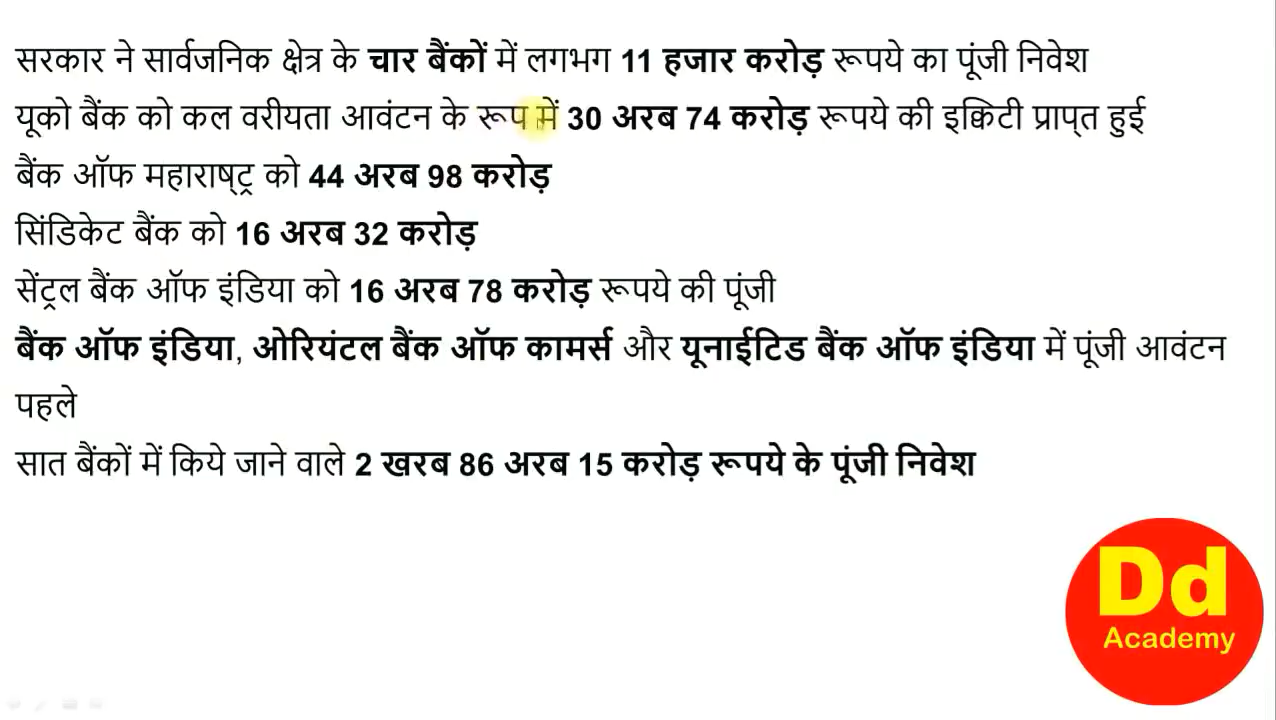 सरकार ने सार्वजनिक क्षेत्र के चार बैंकों में लगभग 11 हजार करोड़ रूपये का पूंजी निवेश
यूको बैंक को कल वरीयता आवंटन के रूप में 30 अरब 74 करोड़ रूपये की इक्विटी प्राप्‍त हुई
बैंक ऑफ महाराष्‍ट्र को 44 अरब 98 करोड़
सिंडिकेट बैंक को 16 अरब 32 करोड़
सेंट्रल बैंक ऑफ इंडिया को 16 अरब 78 करोड़ रूपये की पूंजी
बैंक ऑफ इंडिया, ओरियंटल बैंक ऑफ कामर्स और यूनाईटिड बैंक ऑफ इंडिया में पूंजी आवंटन
पहले
सात बैंकों में किये जाने वाले 2 खरब 86 अरब 15 करोड़ रूपये के पूंजी निवेश
Dd
Academy